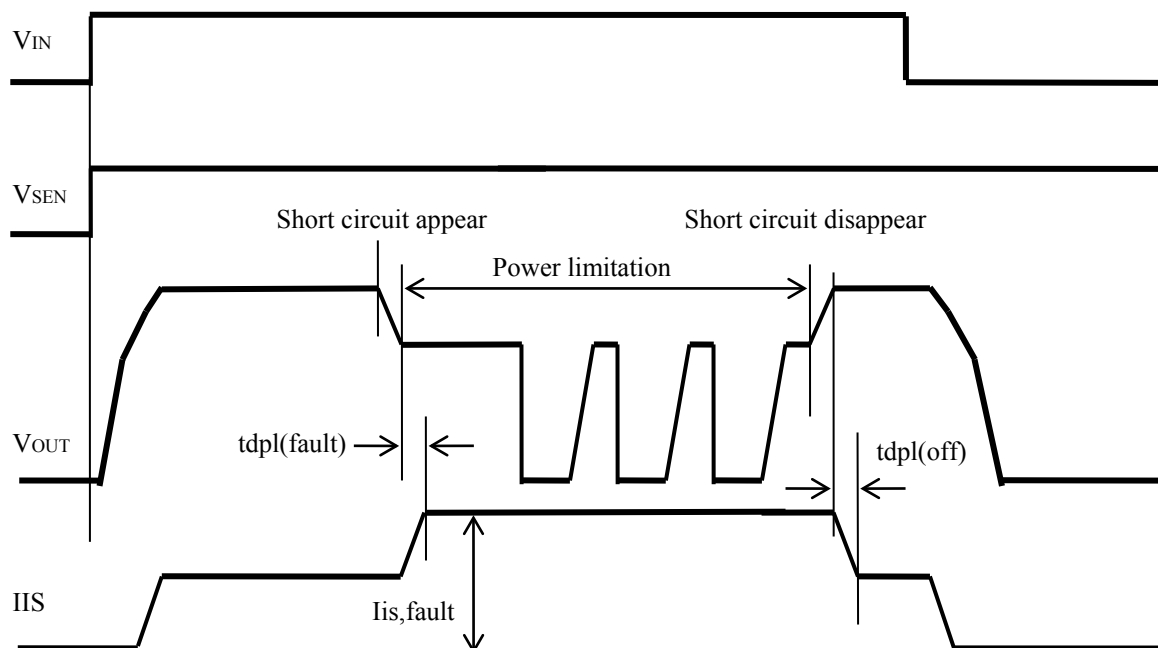 VIN
VSEN
Short circuit appear
Short circuit disappear
Power limitation
VOUT
tdpl(fault)
tdpl(off)
IIS
Iis,fault